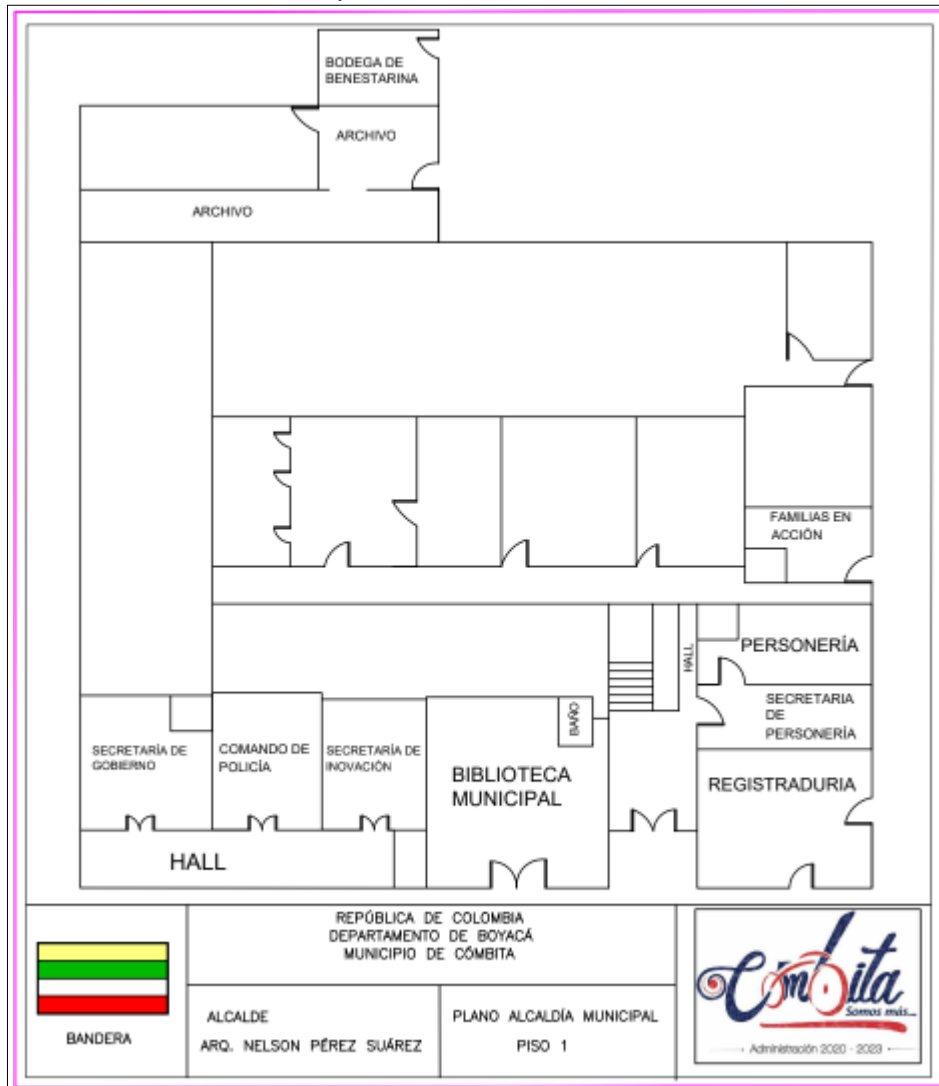 BODEGA DE
BENESTARINA
ARCHIVO
ARCHIVO
FAMILIAS EN
ACCIÓN
PERSONERÍA
HALL
SECRETARIA
DE
PERSONERÍA
BAÑO
SECRETARÍA DE
GOBIERNO
COMANDO DE
POLICÍA
SECRETARÍA DE
INOVACIÓN
BIBLIOTECA
MUNICIPAL
REGISTRADURIA
HALL
REPÚBLICA DE COLOMBIA
DEPARTAMENTO DE BOYACÁ
MUNICIPIO DE CÓMBITA
BANDERA
ALCALDE
ARQ. NELSON PÉREZ SUÁREZ
PLANO ALCALDÍA MUNICIPAL
PISO 1
Cómbita
Somos más...
Administración 2020 - 2023